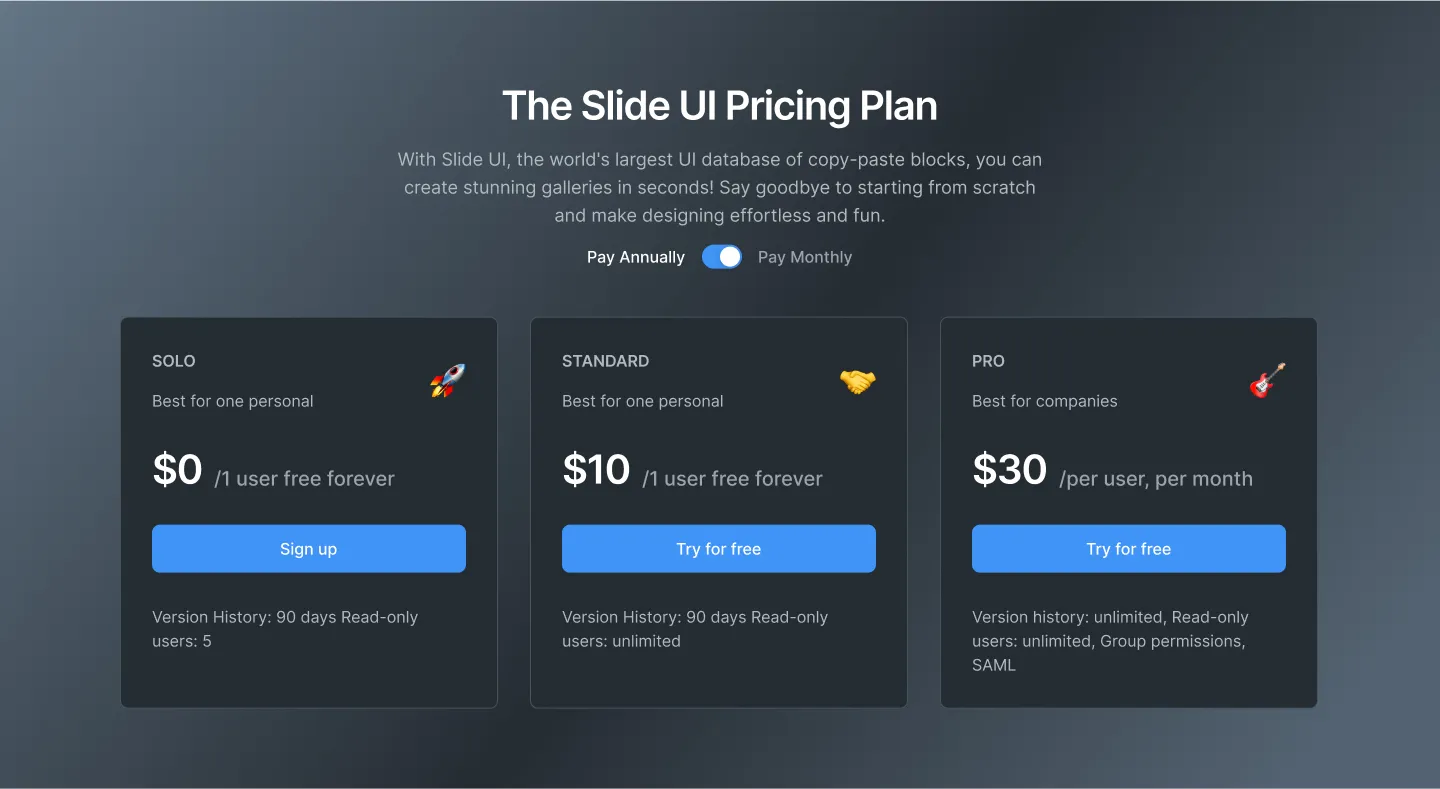 The Slide UI Pricing Plan
With Slide UI, the world's largest UI database of copy-paste blocks, you can
create stunning galleries in seconds! Say goodbye to starting from scratch
and make designing effortless and fun.
Pay Annually
Pay Monthly
SOLO
Best for one personal
$0 /1 user free forever
Sign up
Version History: 90 days Read-only
users: 5
STANDARD
Best for one personal
$10 /1 user free forever
Try for free
Version History: 90 days Read-only
users: unlimited
PRO
Best for companies
$30 /per user, per month
Try for free
Version history: unlimited, Read-only
users: unlimited, Group permissions,
SAML